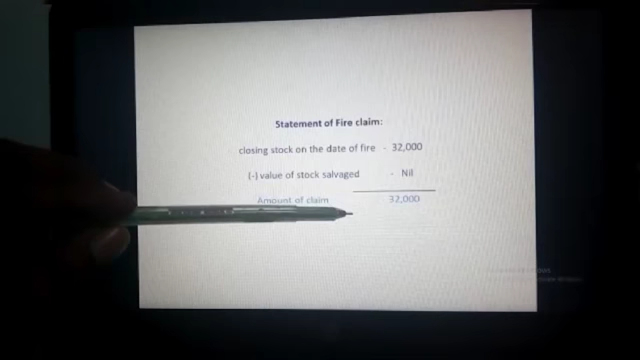 Statement of Fire claim:
closing stock on the date of fire - 32,000
(-) value of stock salvaged - Nil
Amount of claim 32,000